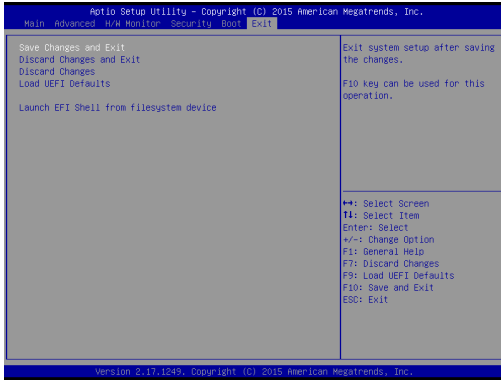 Aptio Setup Utility – Copyright (C) 2015 American Megatrends, Inc.
Main Advanced H/W Monitor Security Boot Exit
Save Changes and Exit
Discard Changes and Exit
Discard Changes
Load UEFI Defaults
Launch EFI Shell from filesystem device
Exit system setup after saving
the changes.
F10 key can be used for this
operation.
↔: Select Screen
↑↓: Select Item
Enter: Select
+/-: Change Option
F1: General Help
F7: Discard Changes
F9: Load UEFI Defaults
F10: Save and Exit
ESC: Exit
Version 2.17.1249. Copyright (C) 2015 American Megatrends, Inc.